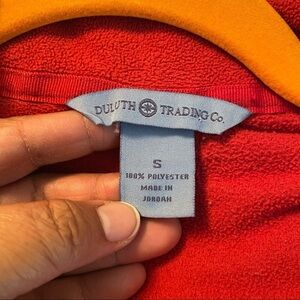 DULUTH TRADING CO.
S
100% POLYESTER
MADE IN
JORDAN